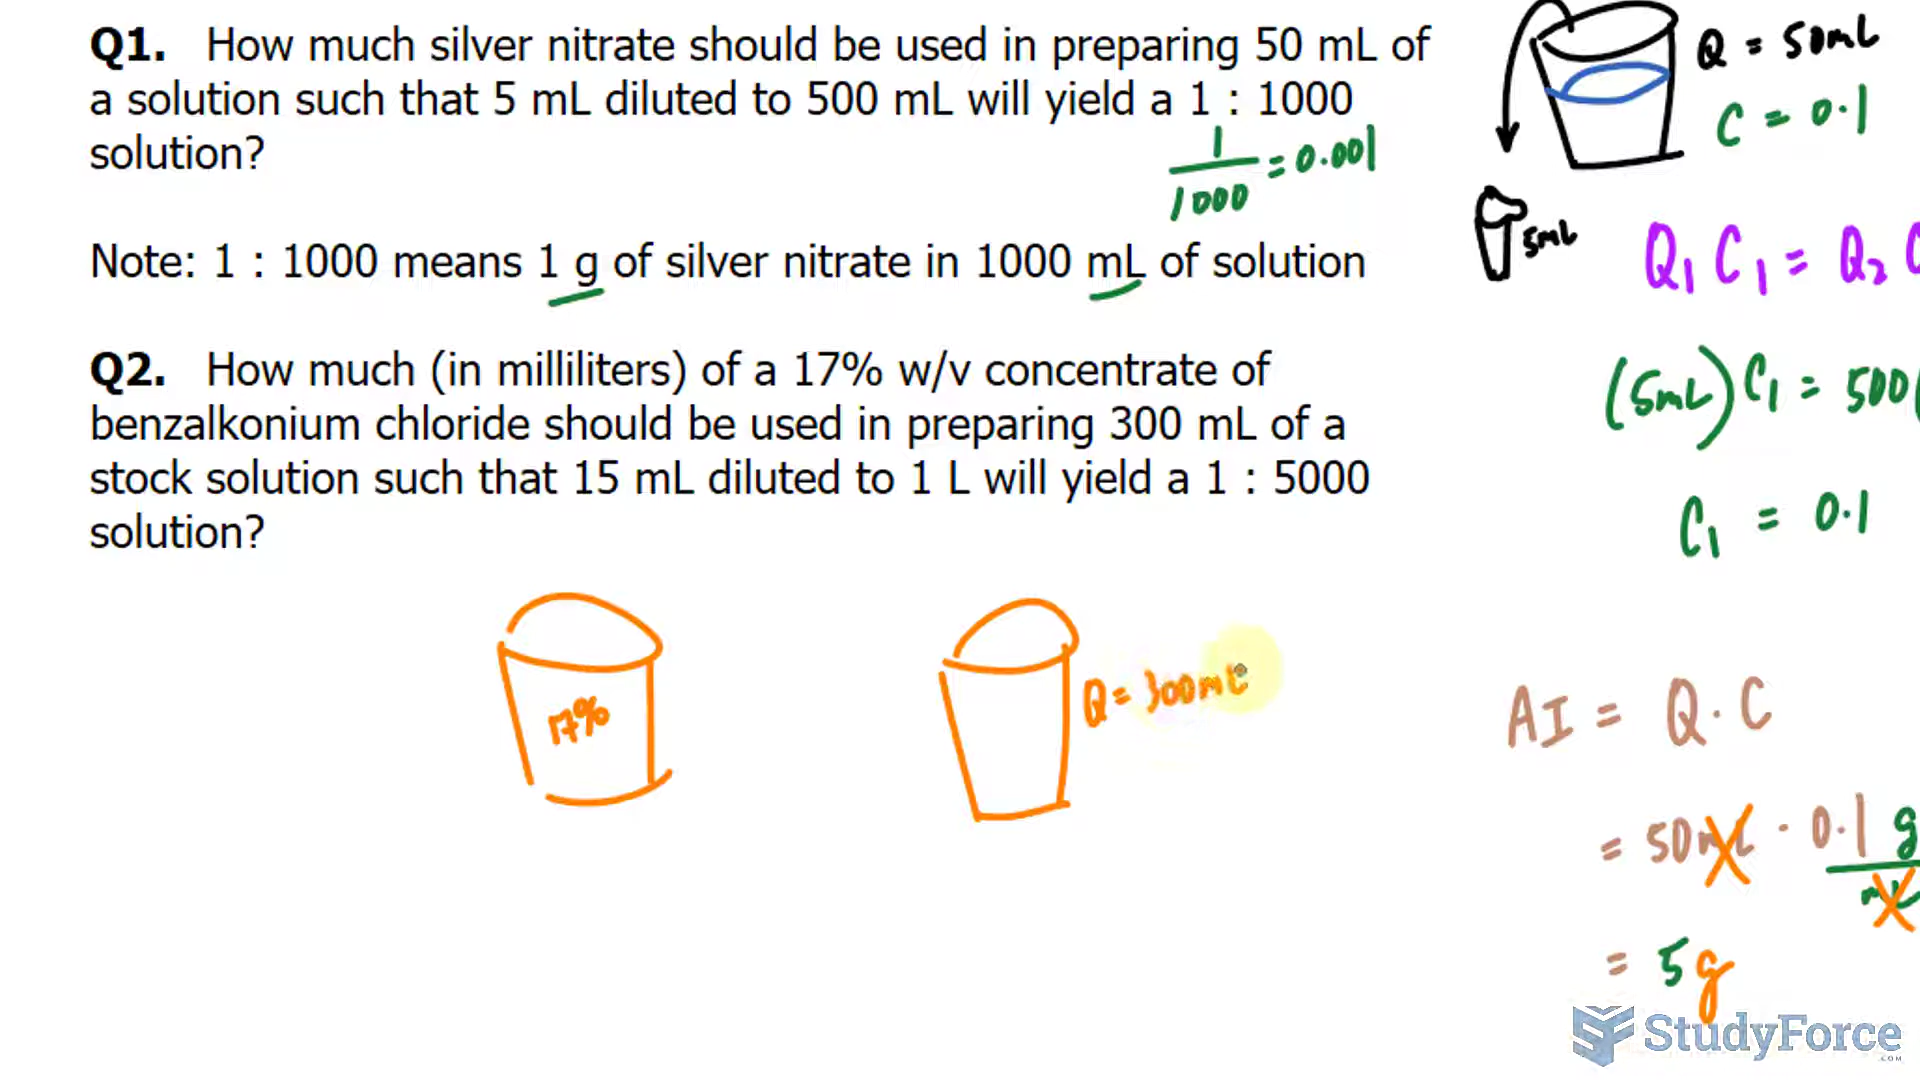 Q1. How much silver nitrate should be used in preparing 50 mL of
a solution such that 5 mL diluted to 500 mL will yield a 1 : 1000
solution?
1
1000
= 0.001
Note: 1 : 1000 means 1 g of silver nitrate in 1000 mL of solution
Q2. How much (in milliliters) of a 17% w/v concentrate of
benzalkonium chloride should be used in preparing 300 mL of a
stock solution such that 15 mL diluted to 1 L will yield a 1 : 5000
solution?
17%
Q = 300mL
Q = 50mL
C = 0.1
5mL
Q1 C1 = Q2 C
(5mL) C1 = 500
C1 = 0.1
AI = Q . C
= 50mL . 0.1 g
mL
= 5g
StudyForce
.COM